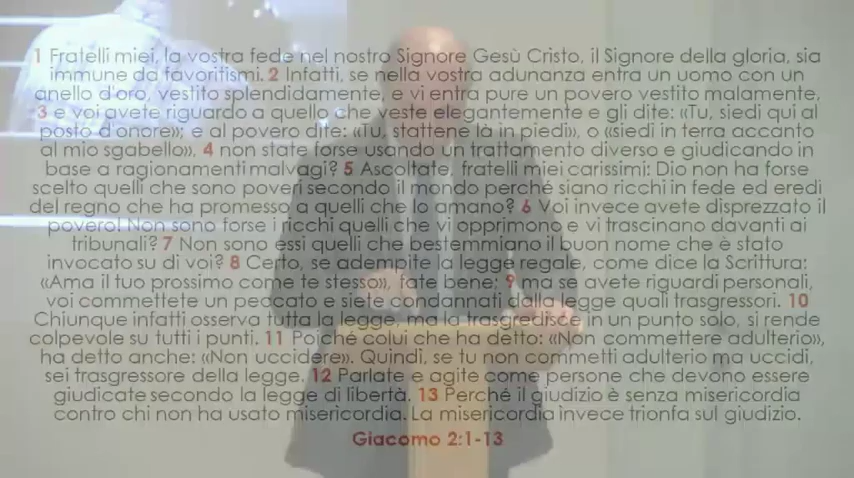 1 Fratelli miei, la vostra fede nel nostro Signore Gesù Cristo, il Signore della gloria, sia
immune da favoritismi. 2 Infatti, se nella vostra adunanza entra un uomo con un
anello d'oro, vestito splendidamente, e vi entra pure un povero vestito malamente,
3 e voi avete riguardo a quello che veste elegantemente e gli dite: «Tu, siedi qui al
posto d'onore»; e al povero dite: «Tu, stattene là in piedi», o «siedi in terra accanto
al mio sgabello», 4 non state forse usando un trattamento diverso e giudicando in
base a ragionamenti malvagi? 5 Ascoltate, fratelli miei carissimi: Dio non ha forse
scelto quelli che sono poveri secondo il mondo perché siano ricchi in fede ed eredi
del regno che ha promesso a quelli che lo amano? 6 Voi invece avete disprezzato il
povero! Non sono forse i ricchi quelli che vi opprimono e vi trascinano davanti ai
tribunali? 7 Non sono essi quelli che bestemmiano il buon nome che è stato
invocato su di voi? 8 Certo, se adempite la legge regale, come dice la Scrittura:
«Ama il tuo prossimo come te stesso», fate bene; 9 ma se avete riguardi personali,
voi commettete un peccato e siete condannati dalla legge quali trasgressori. 10
Chiunque infatti osserva tutta la legge, ma la trasgredisce in un punto solo, si rende
colpevole su tutti i punti. 11 Poiché colui che ha detto: «Non commettere adulterio»,
ha detto anche: «Non uccidere». Quindi, se tu non commetti adulterio ma uccidi,
sei trasgressore della legge. 12 Parlate e agite come persone che devono essere
giudicate secondo la legge di libertà. 13 Perché il giudizio è senza misericordia
contro chi non ha usato misericordia. La misericordia invece trionfa sul giudizio.
Giacomo 2:1-13